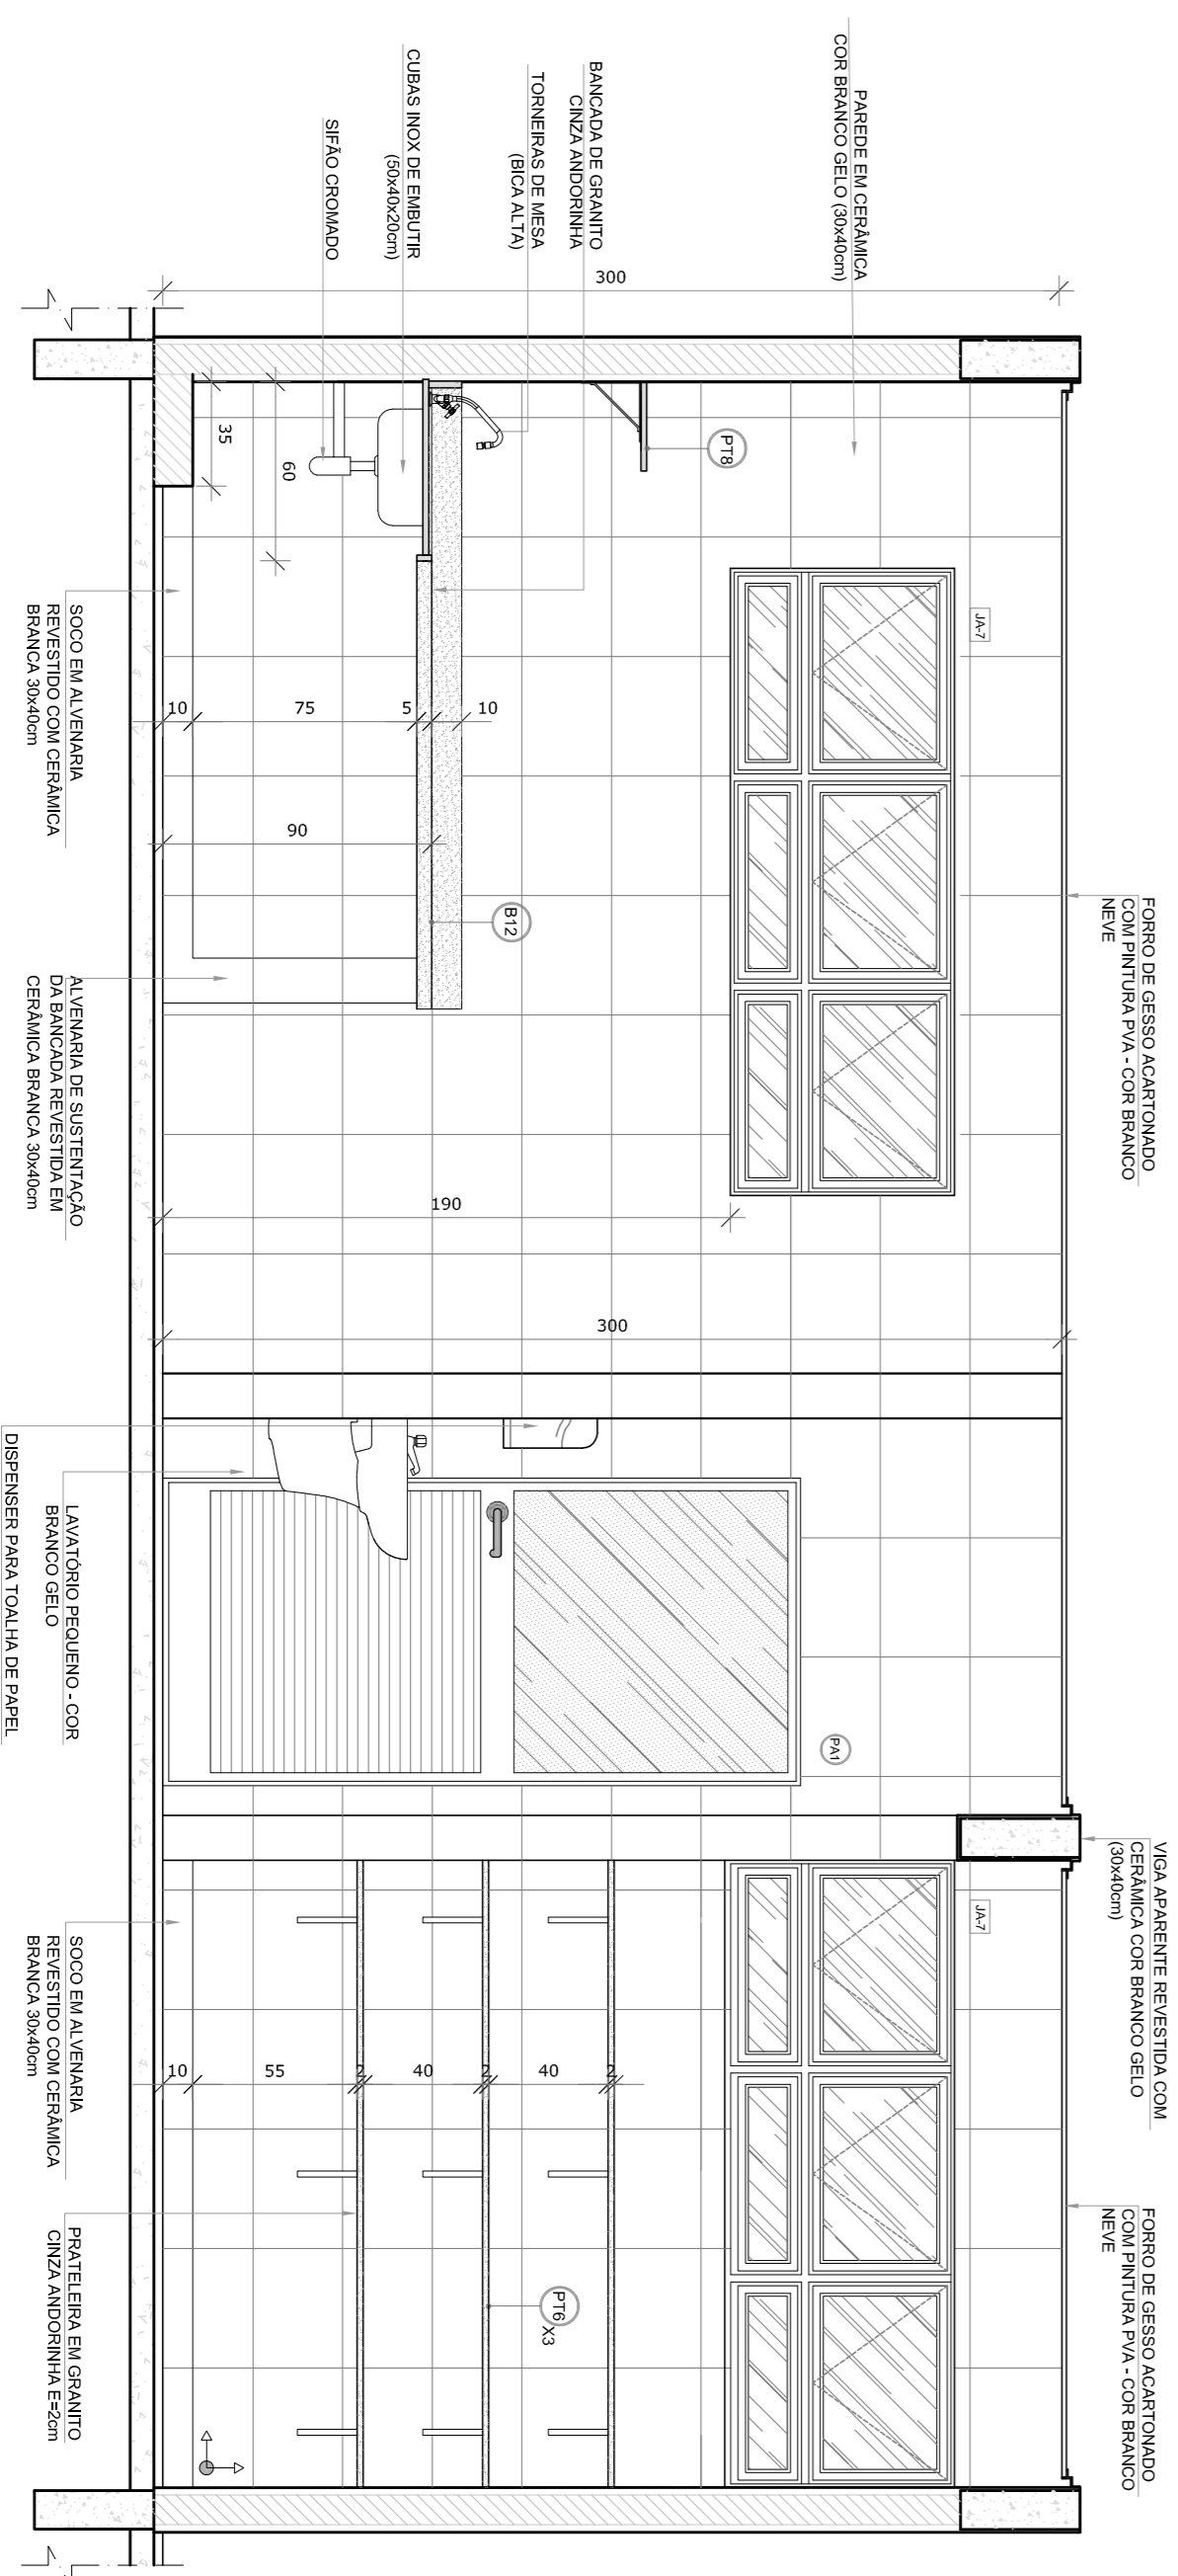 PAREDE EM CERÂMICA
COR BRANCO GELO (30x40cm)
BANCADA DE GRANITO
CINZA ANDORINHA
TORNEIRAS DE MESA
(BICA ALTA)
CUBAS INOX DE EMBUTIR
(50x40x20cm)
SIFÃO CROMADO
300
35
60
PT8
JA-7
10
75
5
10
90
B12
190
300
FORRO DE GESSO ACARTONADO
COM PINTURA PVA - COR BRANCO
NEVE
SOCO EM ALVENARIA
REVESTIDO COM CERÂMICA
BRANCA 30x40cm
ALVENARIA DE SUSTENTAÇÃO
DA BANCADA REVESTIDA EM
CERÂMICA BRANCA 30x40cm
PA1
LAVATÓRIO PEQUENO - COR
BRANCO GELO
DISPENSER PARA TOALHA DE PAPEL
VIGA APARENTE REVESTIDA COM
CERÂMICA COR BRANCO GELO
(30x40cm)
JA-7
10
55
2
40
2
40
2
PT6
X3
FORRO DE GESSO ACARTONADO
COM PINTURA PVA - COR BRANCO
NEVE
SOCO EM ALVENARIA
REVESTIDO COM CERÂMICA
BRANCA 30x40cm
PRATELEIRA EM GRANITO
CINZA ANDORINHA E=2cm